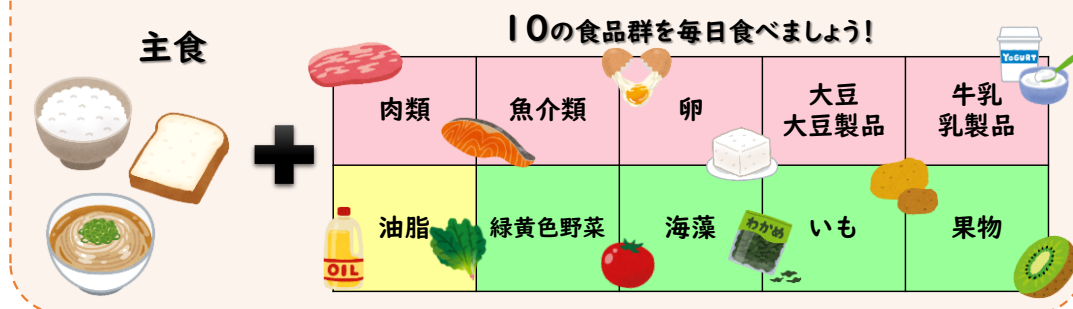 主食
10の食品群を毎日食べましょう!
YOGURT
肉類
魚介類
卵
大豆
大豆製品
牛乳
乳製品
油脂
緑黄色野菜
海藻
いも
果物
OIL
わかめ